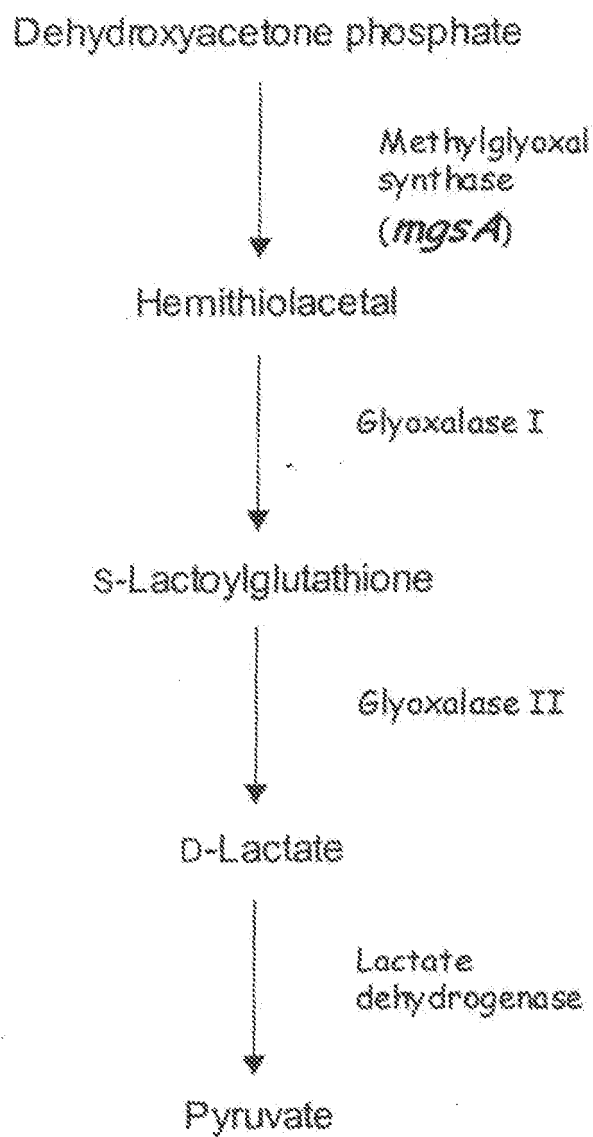 Dehydroxyacetone phosphate
Methylglyoxal
synthase
(mgsA)
Hemithiolacetal
Glyoxalase I
S-Lactoylglutathione
Glyoxalase II
D-Lactate
Lactate
dehydrogenase
Pyruvate